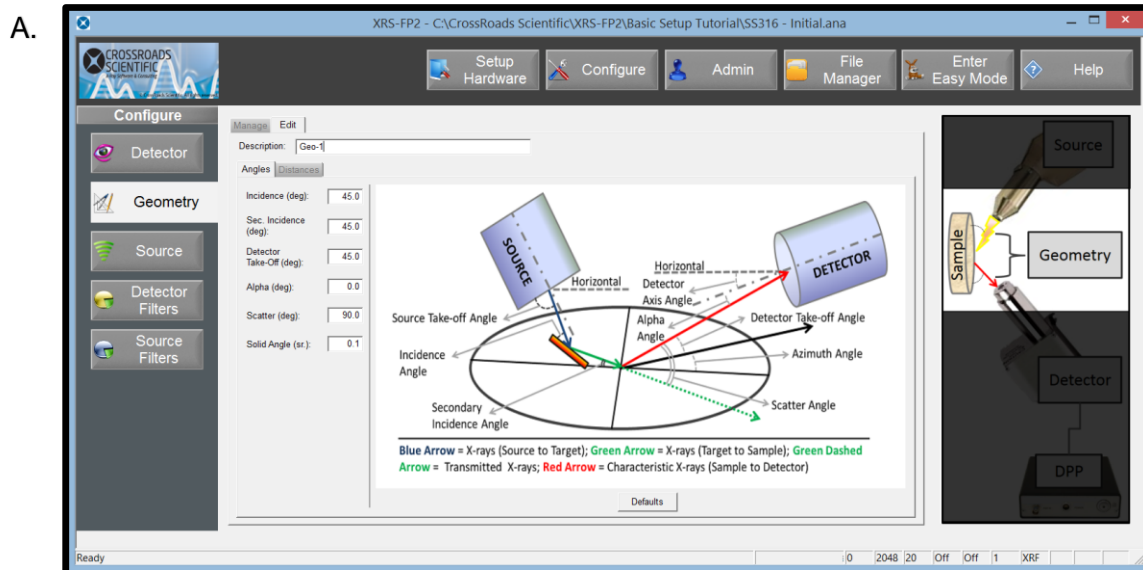 A.
XRS-FP2 - C:\CrossRoads Scientific\XRS-FP2\Basic Setup Tutorial\SS316 - Initial.ana
CROSSROADS
SCIENTIFIC
Setup
Hardware
Configure
Admin
File
Manager
Enter
Easy Mode
Help
Configure
Detector
Geometry
Source
Detector
Filters
Source
Filters
Manage
Edit
Description: Geo-1
Angles
Distances
Incidence (deg): 45.0
Sec. Incidence
(deg): 45.0
Detector
Take-Off (deg): 45.0
Alpha (deg): 0.0
Scatter (deg): 90.0
Solid Angle (sr.): 0.1
SOURCE
Horizontal
Source Take-off Angle
Incidence
Angle
Secondary
Incidence Angle
Horizontal
Detector
Axis Angle
Alpha
Angle
DETECTOR
Detector Take-off Angle
Azimuth Angle
Scatter Angle
Blue Arrow = X-rays (Source to Target); Green Arrow = X-rays (Target to Sample); Green Dashed
Arrow = Transmitted X-rays; Red Arrow = Characteristic X-rays (Sample to Detector)
Defaults
Source
Sample
Geometry
Detector
DPP
Ready
0 2048 20 Off Off 1 XRF